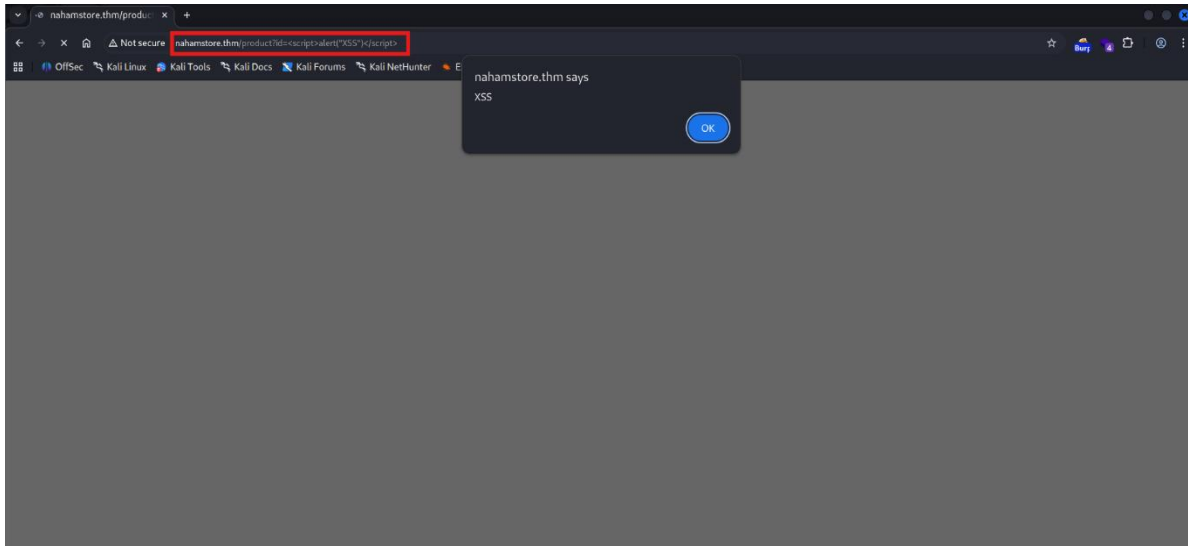 nahamstore.thm/produc
Not secure nahamstore.thm/product?id=<script>alert("XSS")</script>
OffSec Kali Linux Kali Tools Kali Docs Kali Forums Kali NetHunter E
Burp 4
nahamstore.thm says
XSS
OK